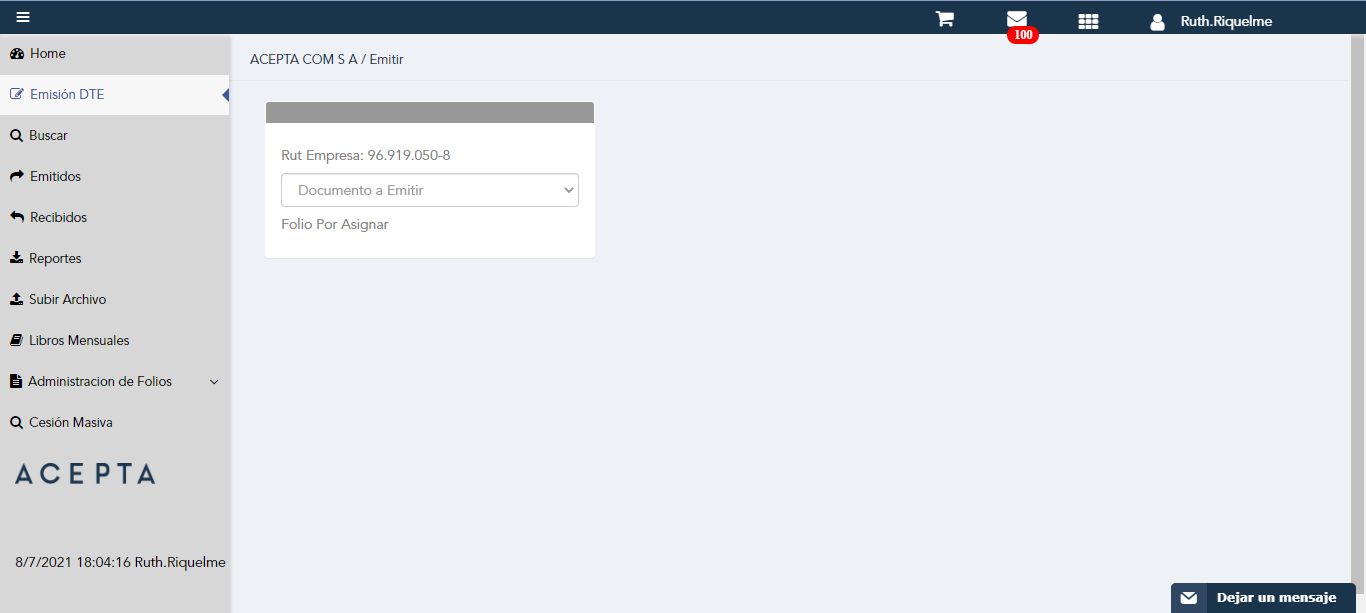 Ruth.Riquelme
100
Home
ACEPTA COM S A / Emitir
Emisión DTE
Buscar
Emitidos
Recibidos
Reportes
Subir Archivo
Libros Mensuales
Administracion de Folios
Cesión Masiva
ACEPTA
8/7/2021 18:04:16 Ruth.Riquelme
Rut Empresa: 96.919.050-8
Documento a Emitir
Folio Por Asignar
Dejar un mensaje